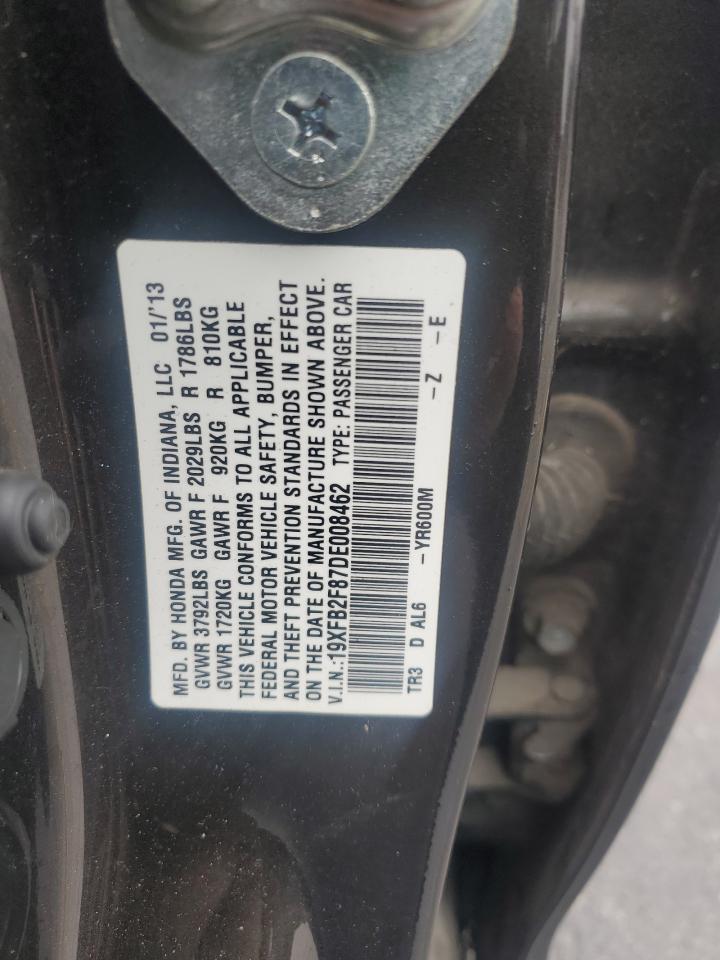 MFD. BY HONDA MFG. OF INDIANA, LLC 01/'13
GVWR 3792LBS GAWR F 2029LBS R 1786LBS
GVWR 1720KG GAWR F 920KG R 810KG
THIS VEHICLE CONFORMS TO ALL APPLICABLE
FEDERAL MOTOR VEHICLE SAFETY, BUMPER,
AND THEFT PREVENTION STANDARDS IN EFFECT
ON THE DATE OF MANUFACTURE SHOWN ABOVE.
V.I.N.:19XFB2F87DE008462 TYPE: PASSENGER CAR
TR3 D AL6 -YR600M -Z -E